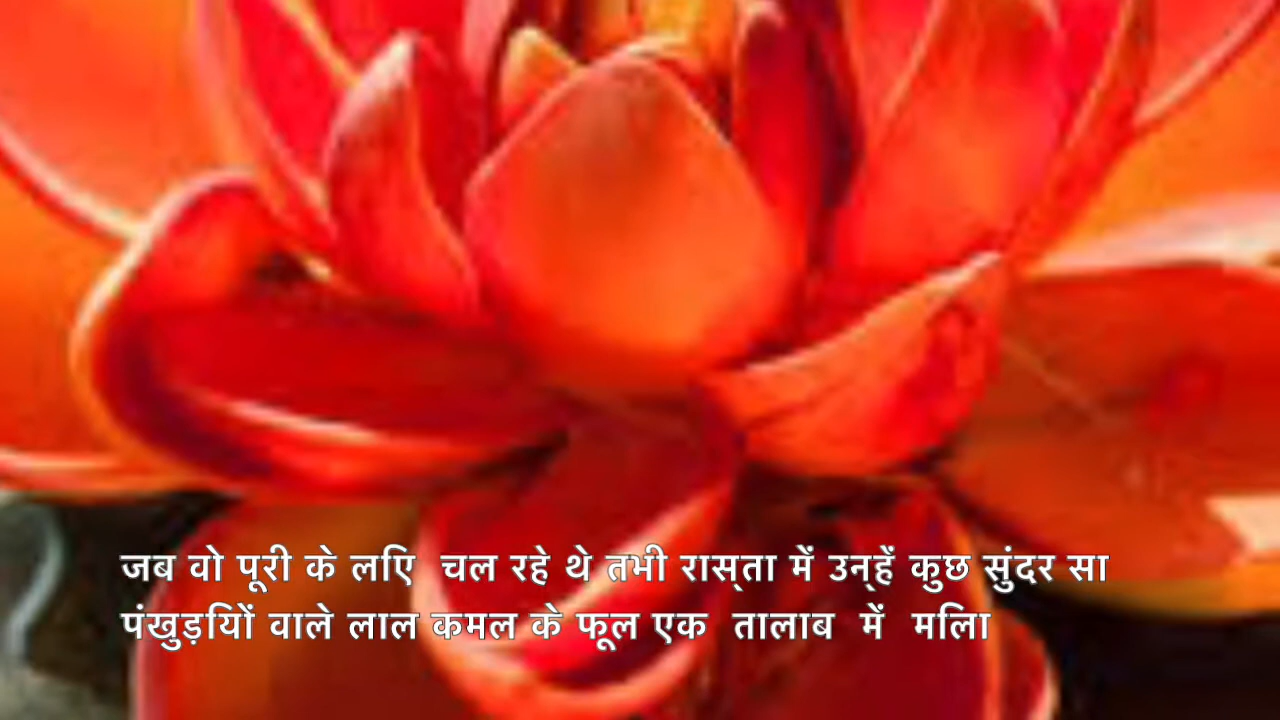 जब वो पूरी के लिए चल रहे थे तभी रास्ता में उन्हें कुछ सुंदर सा
पंखुड़ियों वाले लाल कमल के फूल एक तालाब में मिला